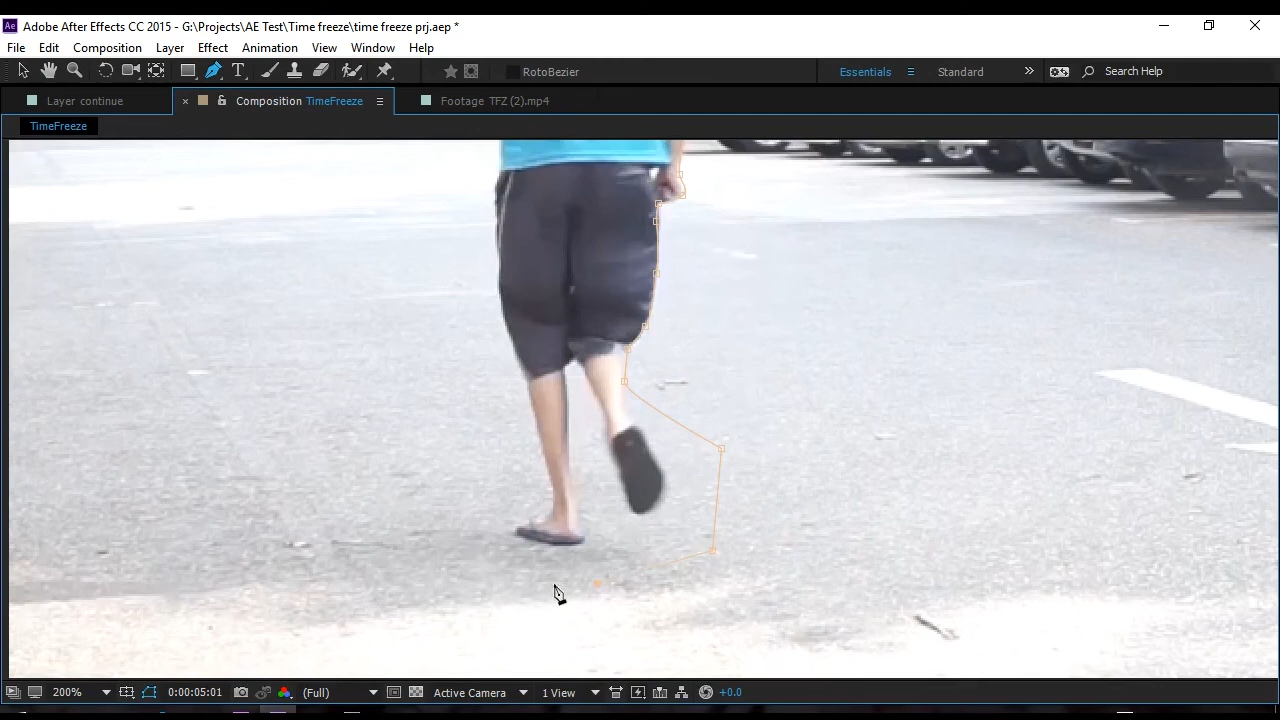 Ae Adobe After Effects CC 2015 - G:\Projects\AE Test\Time freeze\time freeze prj.aep *
File Edit Composition Layer Effect Animation View Window Help
T RotoBezier Essentials Standard Search Help
Layer continue Composition TimeFreeze Footage TFZ (2).mp4
TimeFreeze
200% 0:00:05:01 (Full) Active Camera 1 View +0.0